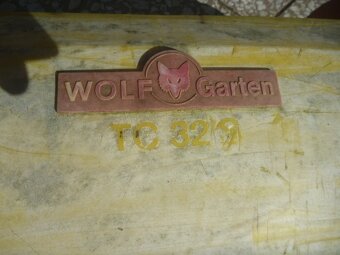 WOLF Garten
TC 32/9